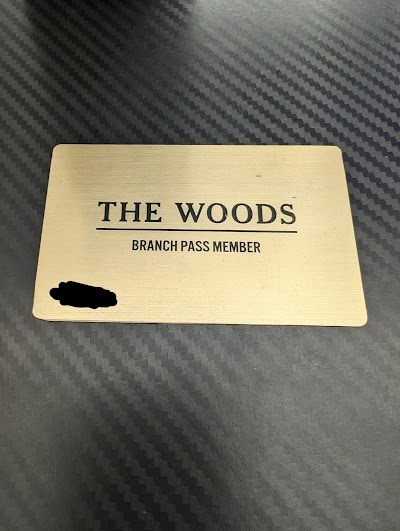 THE WOODS
BRANCH PASS MEMBER